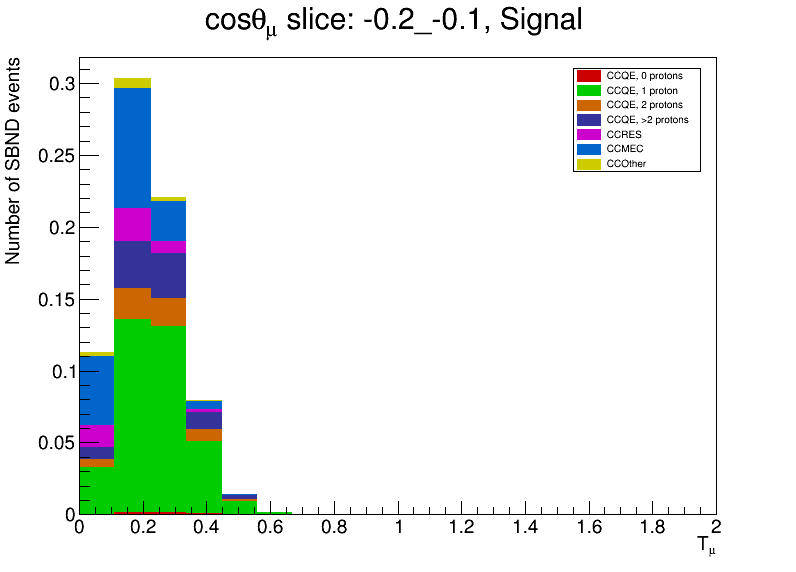 cosθμ slice: -0.2_-0.1, Signal
Number of SBND events
0.3
0.25
0.2
0.15
0.1
0.05
0
CCQE, 0 protons
CCQE, 1 proton
CCQE, 2 protons
CCQE, >2 protons
CCRES
CCMEC
CCOther
0 0.2 0.4 0.6 0.8 1 1.2 1.4 1.6 1.8 2
Tμ